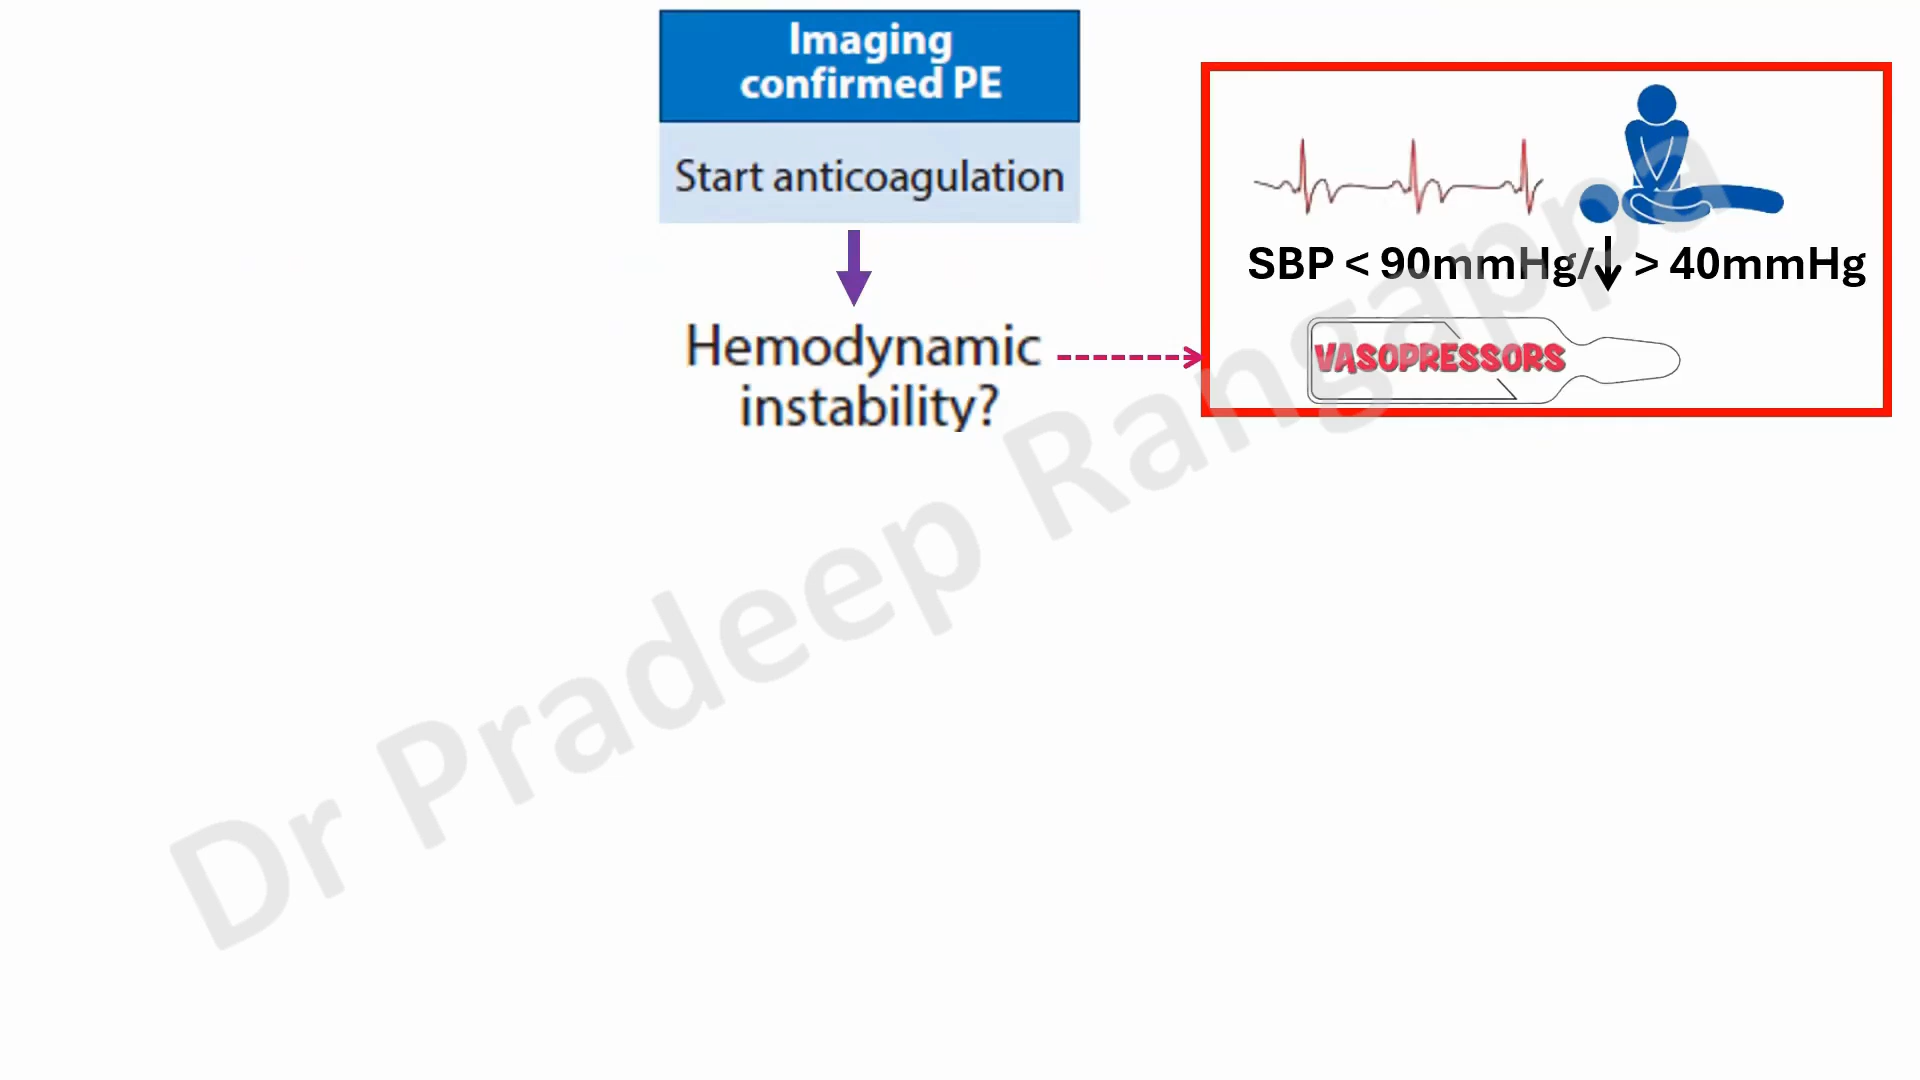 Imaging
confirmed PE
Start anticoagulation
Hemodynamic
instability?
SBP < 90mmHg/↓ > 40mmHg
VASOPRESSORS
Dr Pradeep Rangappa